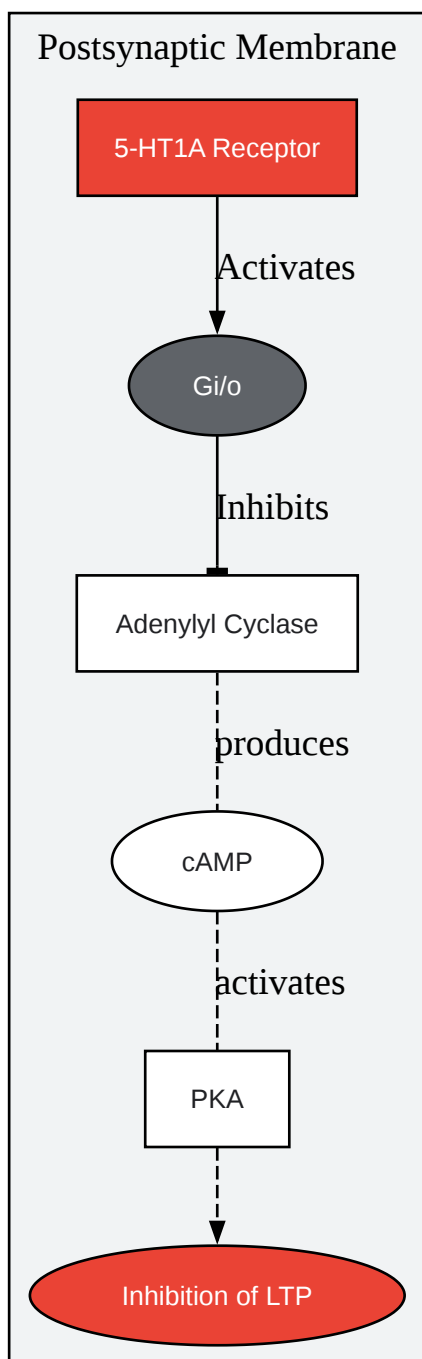 Postsynaptic Membrane
5-HT1A Receptor
Activates
Gi/o
Inhibits
Adenylyl Cyclase
produces
cAMP
activates
PKA
Inhibition of LTP